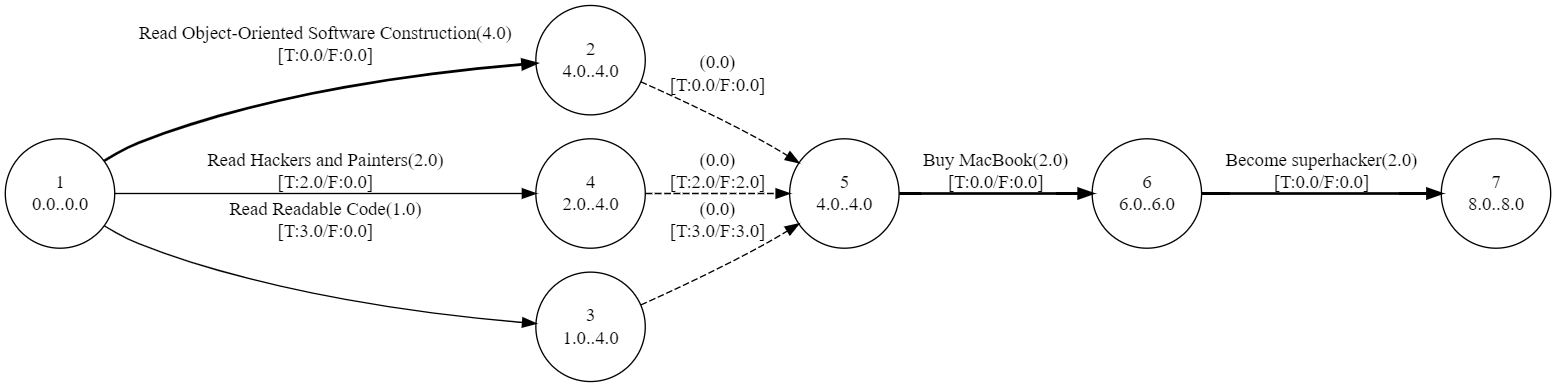 Read Object-Oriented Software Construction(4.0)
[T:0.0/F:0.0]
2
4.0..4.0
(0.0)
[T:0.0/F:0.0]
1
0.0..0.0
Read Hackers and Painters(2.0)
[T:2.0/F:0.0]
4
2.0..4.0
(0.0)
[T:2.0/F:2.0]
5
4.0..4.0
Buy MacBook(2.0)
[T:0.0/F:0.0]
6
6.0..6.0
Become superhacker(2.0)
[T:0.0/F:0.0]
7
8.0..8.0
Read Readable Code(1.0)
[T:3.0/F:0.0]
(0.0)
[T:3.0/F:3.0]
3
1.0..4.0